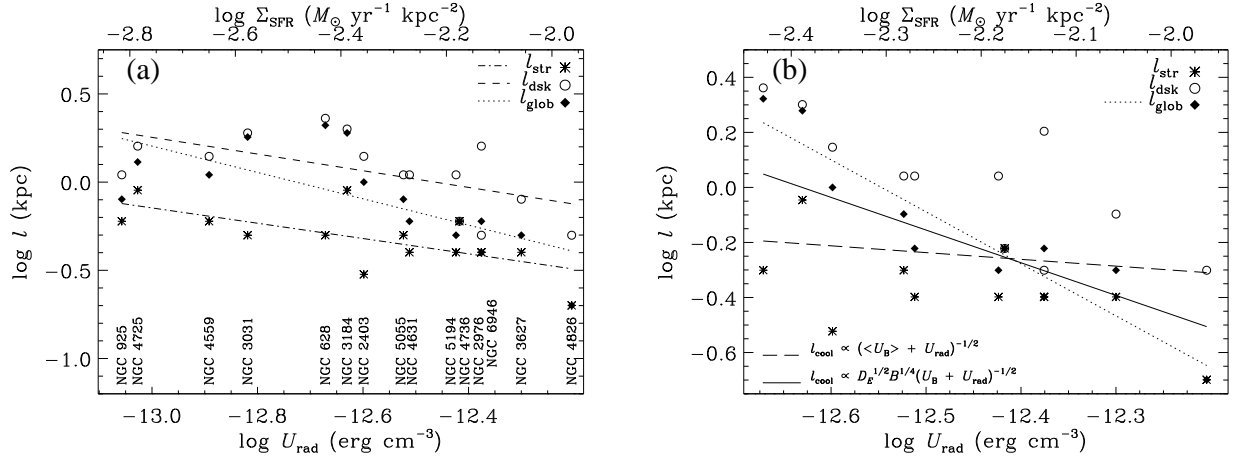 log Σ_SFR (M_⊙ yr⁻¹ kpc⁻²)
−2.8 −2.6 −2.4 −2.2 −2.0
(a)
l_str
l_dsk
l_glob
log l (kpc)
0.5
0.0
−0.5
−1.0
NGC 925
NGC 4725
NGC 4559
NGC 3031
NGC 628
NGC 3184
NGC 2403
NGC 5055
NGC 4631
NGC 5194
NGC 4736
NGC 2976
NGC 6946
NGC 3627
NGC 4826
−13.0 −12.8 −12.6 −12.4
log U_rad (erg cm⁻³)
log Σ_SFR (M_⊙ yr⁻¹ kpc⁻²)
−2.4 −2.3 −2.2 −2.1 −2.0
(b)
l_str
l_dsk
l_glob
log l (kpc)
0.4
0.2
0.0
−0.2
−0.4
−0.6
l_cool ∝ (<U_B> + U_rad)^−1/2
l_cool ∝ D_E^1/2 B^1/4 (U_B + U_rad)^−1/2
−12.6 −12.5 −12.4 −12.3
log U_rad (erg cm⁻³)